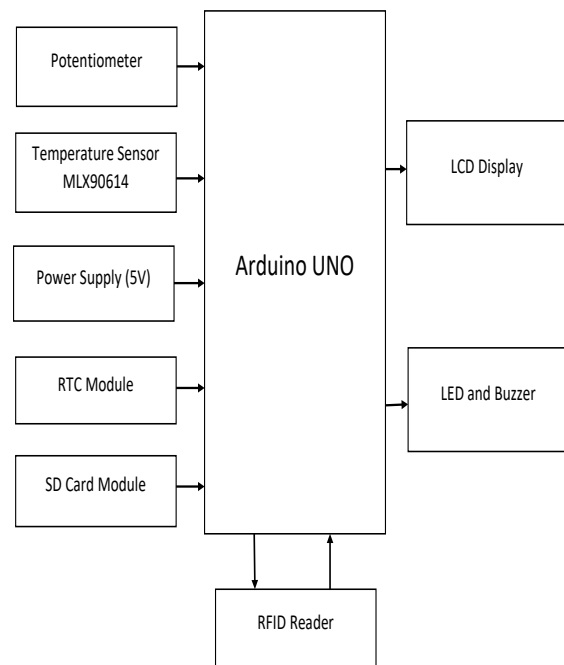 Potentiometer
Temperature Sensor
MLX90614
Power Supply (5V)
RTC Module
SD Card Module
Arduino UNO
LCD Display
LED and Buzzer
RFID Reader